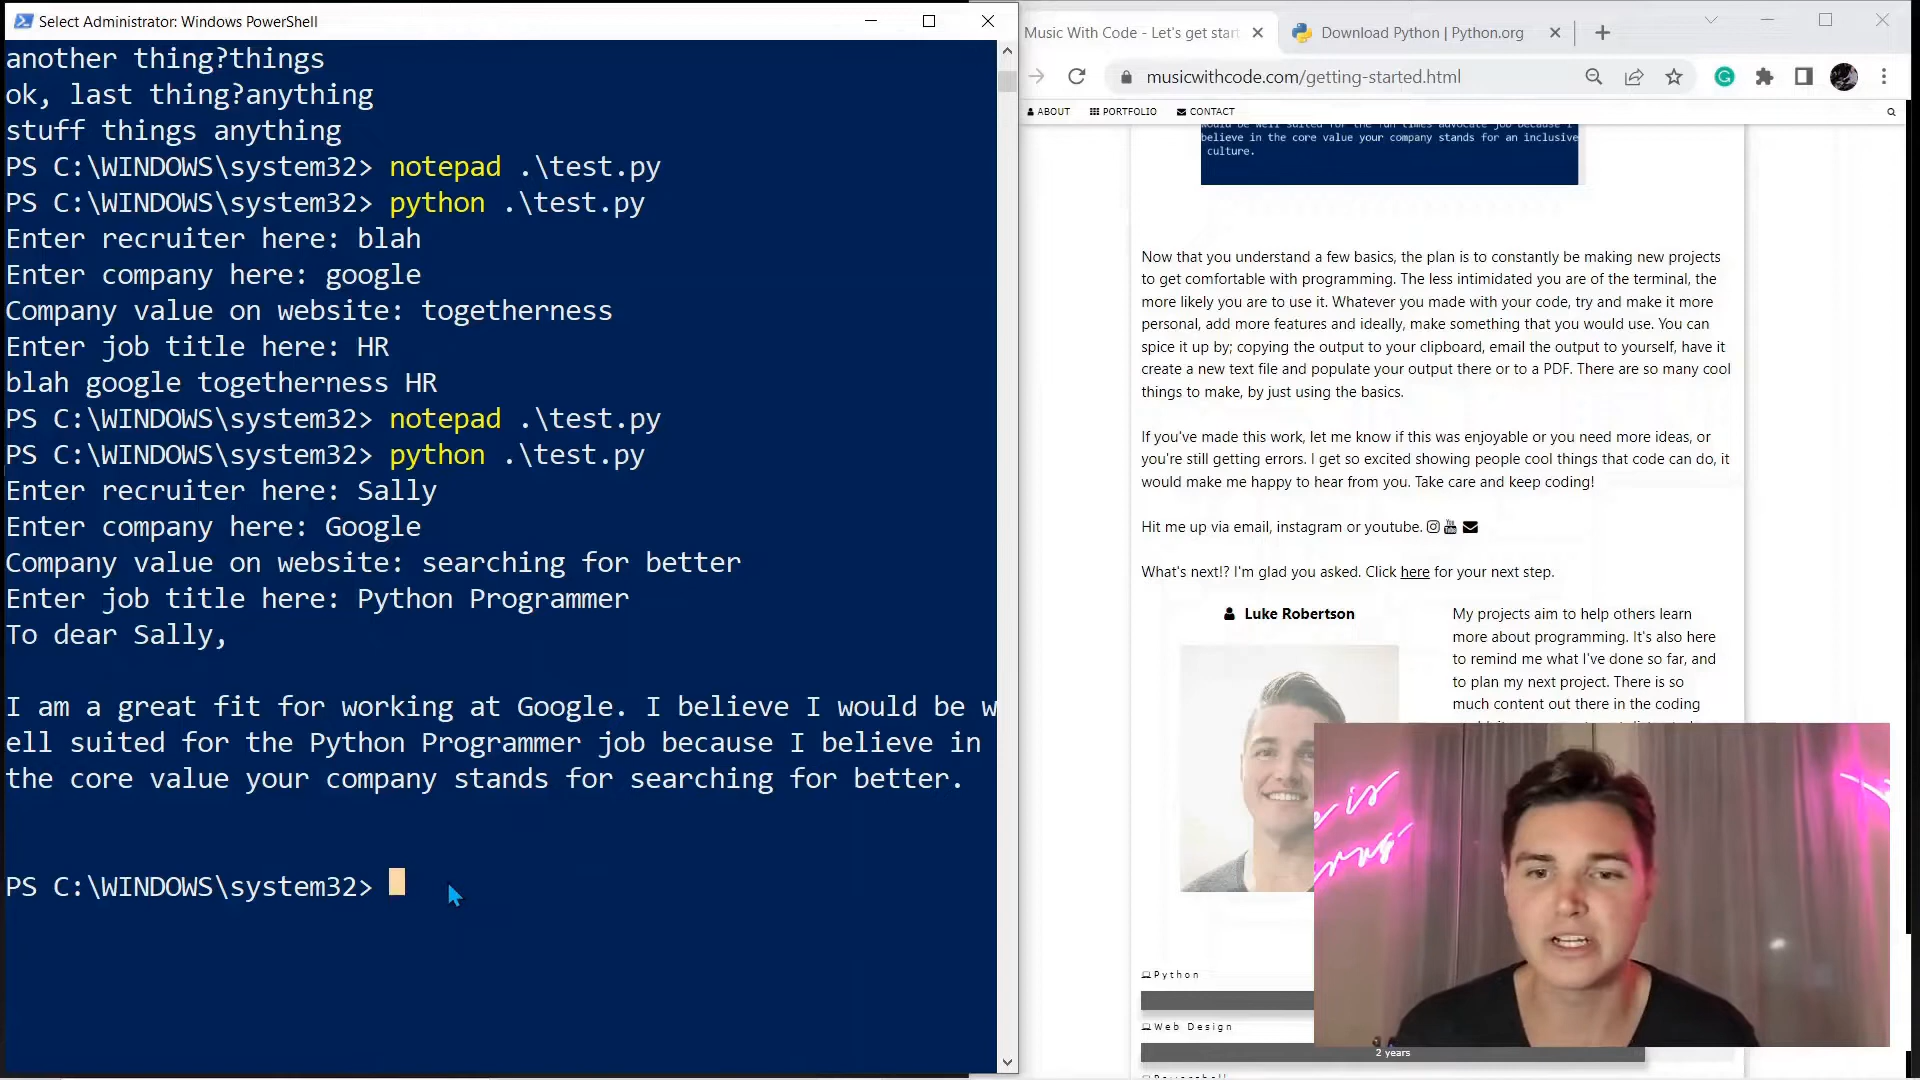 Select Administrator: Windows PowerShell
another thing?things
ok, last thing?anything
stuff things anything
PS C:\WINDOWS\system32> notepad .\test.py
PS C:\WINDOWS\system32> python .\test.py
Enter recruiter here: blah
Enter company here: google
Company value on website: togetherness
Enter job title here: HR
blah google togetherness HR
PS C:\WINDOWS\system32> notepad .\test.py
PS C:\WINDOWS\system32> python .\test.py
Enter recruiter here: Sally
Enter company here: Google
Company value on website: searching for better
Enter job title here: Python Programmer
To dear Sally,
I am a great fit for working at Google. I believe I would be w
ell suited for the Python Programmer job because I believe in
the core value your company stands for searching for better.
PS C:\WINDOWS\system32>
Music With Code - Let's get start
Download Python | Python.org
musicwithcode.com/getting-started.html
ABOUT PORTFOLIO CONTACT
would be well suited for the fun times advocate job because I
believe in the core value your company stands for an inclusive
culture.
Now that you understand a few basics, the plan is to constantly be making new projects
to get comfortable with programming. The less intimidated you are of the terminal, the
more likely you are to use it. Whatever you made with your code, try and make it more
personal, add more features and ideally, make something that you would use. You can
spice it up by; copying the output to your clipboard, email the output to yourself, have it
create a new text file and populate your output there or to a PDF. There are so many cool
things to make, by just using the basics.
If you've made this work, let me know if this was enjoyable or you need more ideas, or
you're still getting errors. I get so excited showing people cool things that code can do, it
would make me happy to hear from you. Take care and keep coding!
Hit me up via email, instagram or youtube.
What's next!? I'm glad you asked. Click here for your next step.
Luke Robertson
My projects aim to help others learn
more about programming. It's also here
to remind me what I've done so far, and
to plan my next project. There is so
much content out there in the coding
is
Python
Web Design
2 years